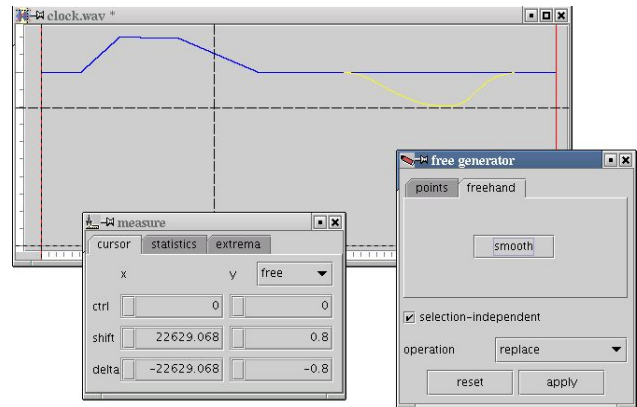 clock.wav *
free generator
points freehand
smooth
selection-independent
operation replace
reset apply
measure
cursor statistics extrema
x y free
ctrl 0 0
shift 22629.068 0.8
delta -22629.068 -0.8